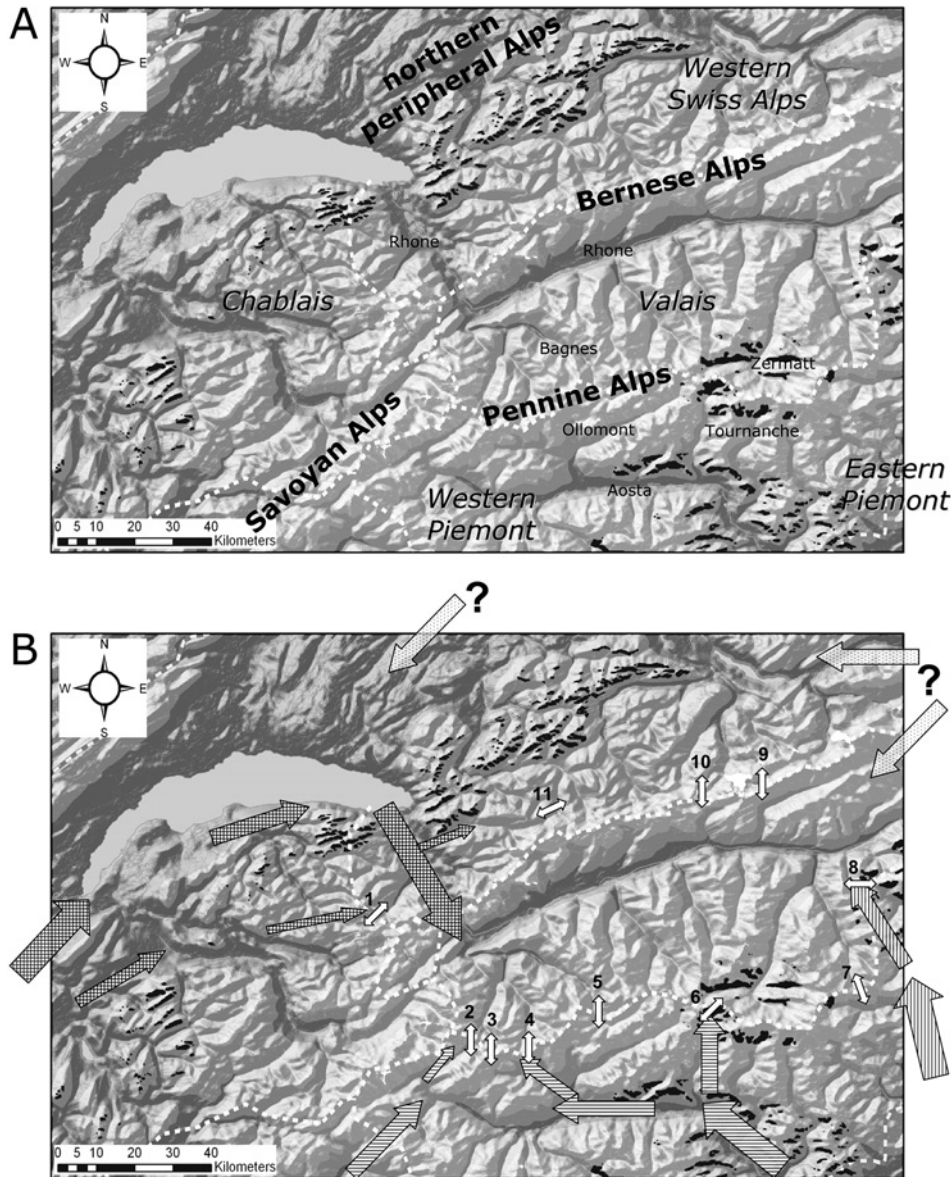 A
N
W E
S
northern
peripheral Alps
Western
Swiss Alps
Bernese Alps
Rhone
Rhone
Chablais
Valais
Bagnes
Zermatt
Pennine Alps
Savoyan Alps
Ollomont
Tournanche
Western
Piemont
Aosta
Eastern
Piemont
0 5 10 20 30 40
Kilometers
?
B
N
W E
S
?
10 9
11
8
1
7
5
6
2
3
4
0 5 10 20 30 40
Kilometers